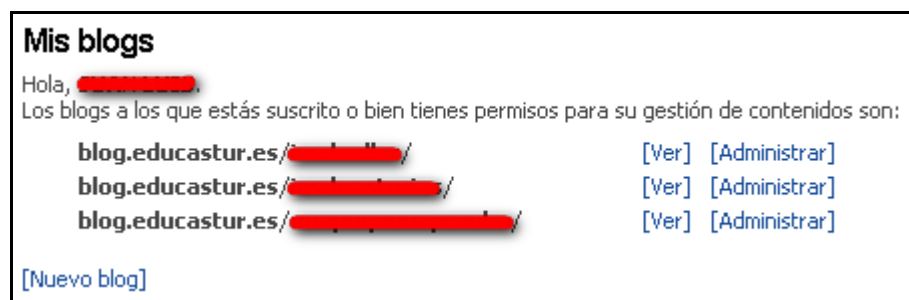 Mis blogs
Hola,
Los blogs a los que estás suscrito o bien tienes permisos para su gestión de contenidos son:
blog.educastur.es/ / [Ver] [Administrar]
blog.educastur.es/ / [Ver] [Administrar]
blog.educastur.es/ / [Ver] [Administrar]
[Nuevo blog]